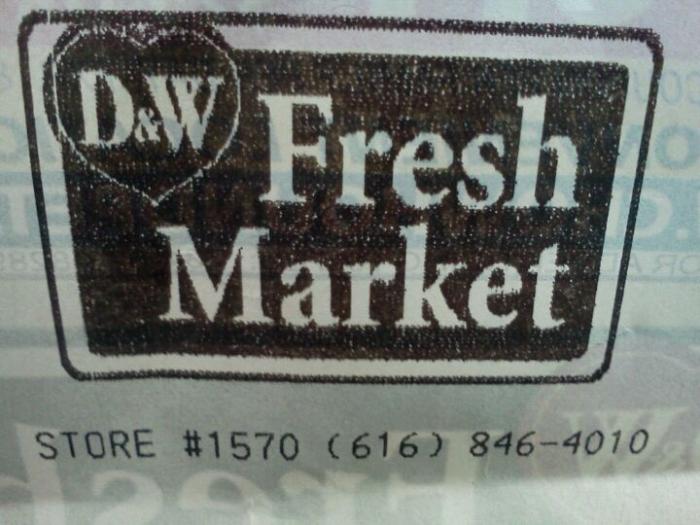 D&W
Fresh
Market
STORE #1570 (616) 846-4010